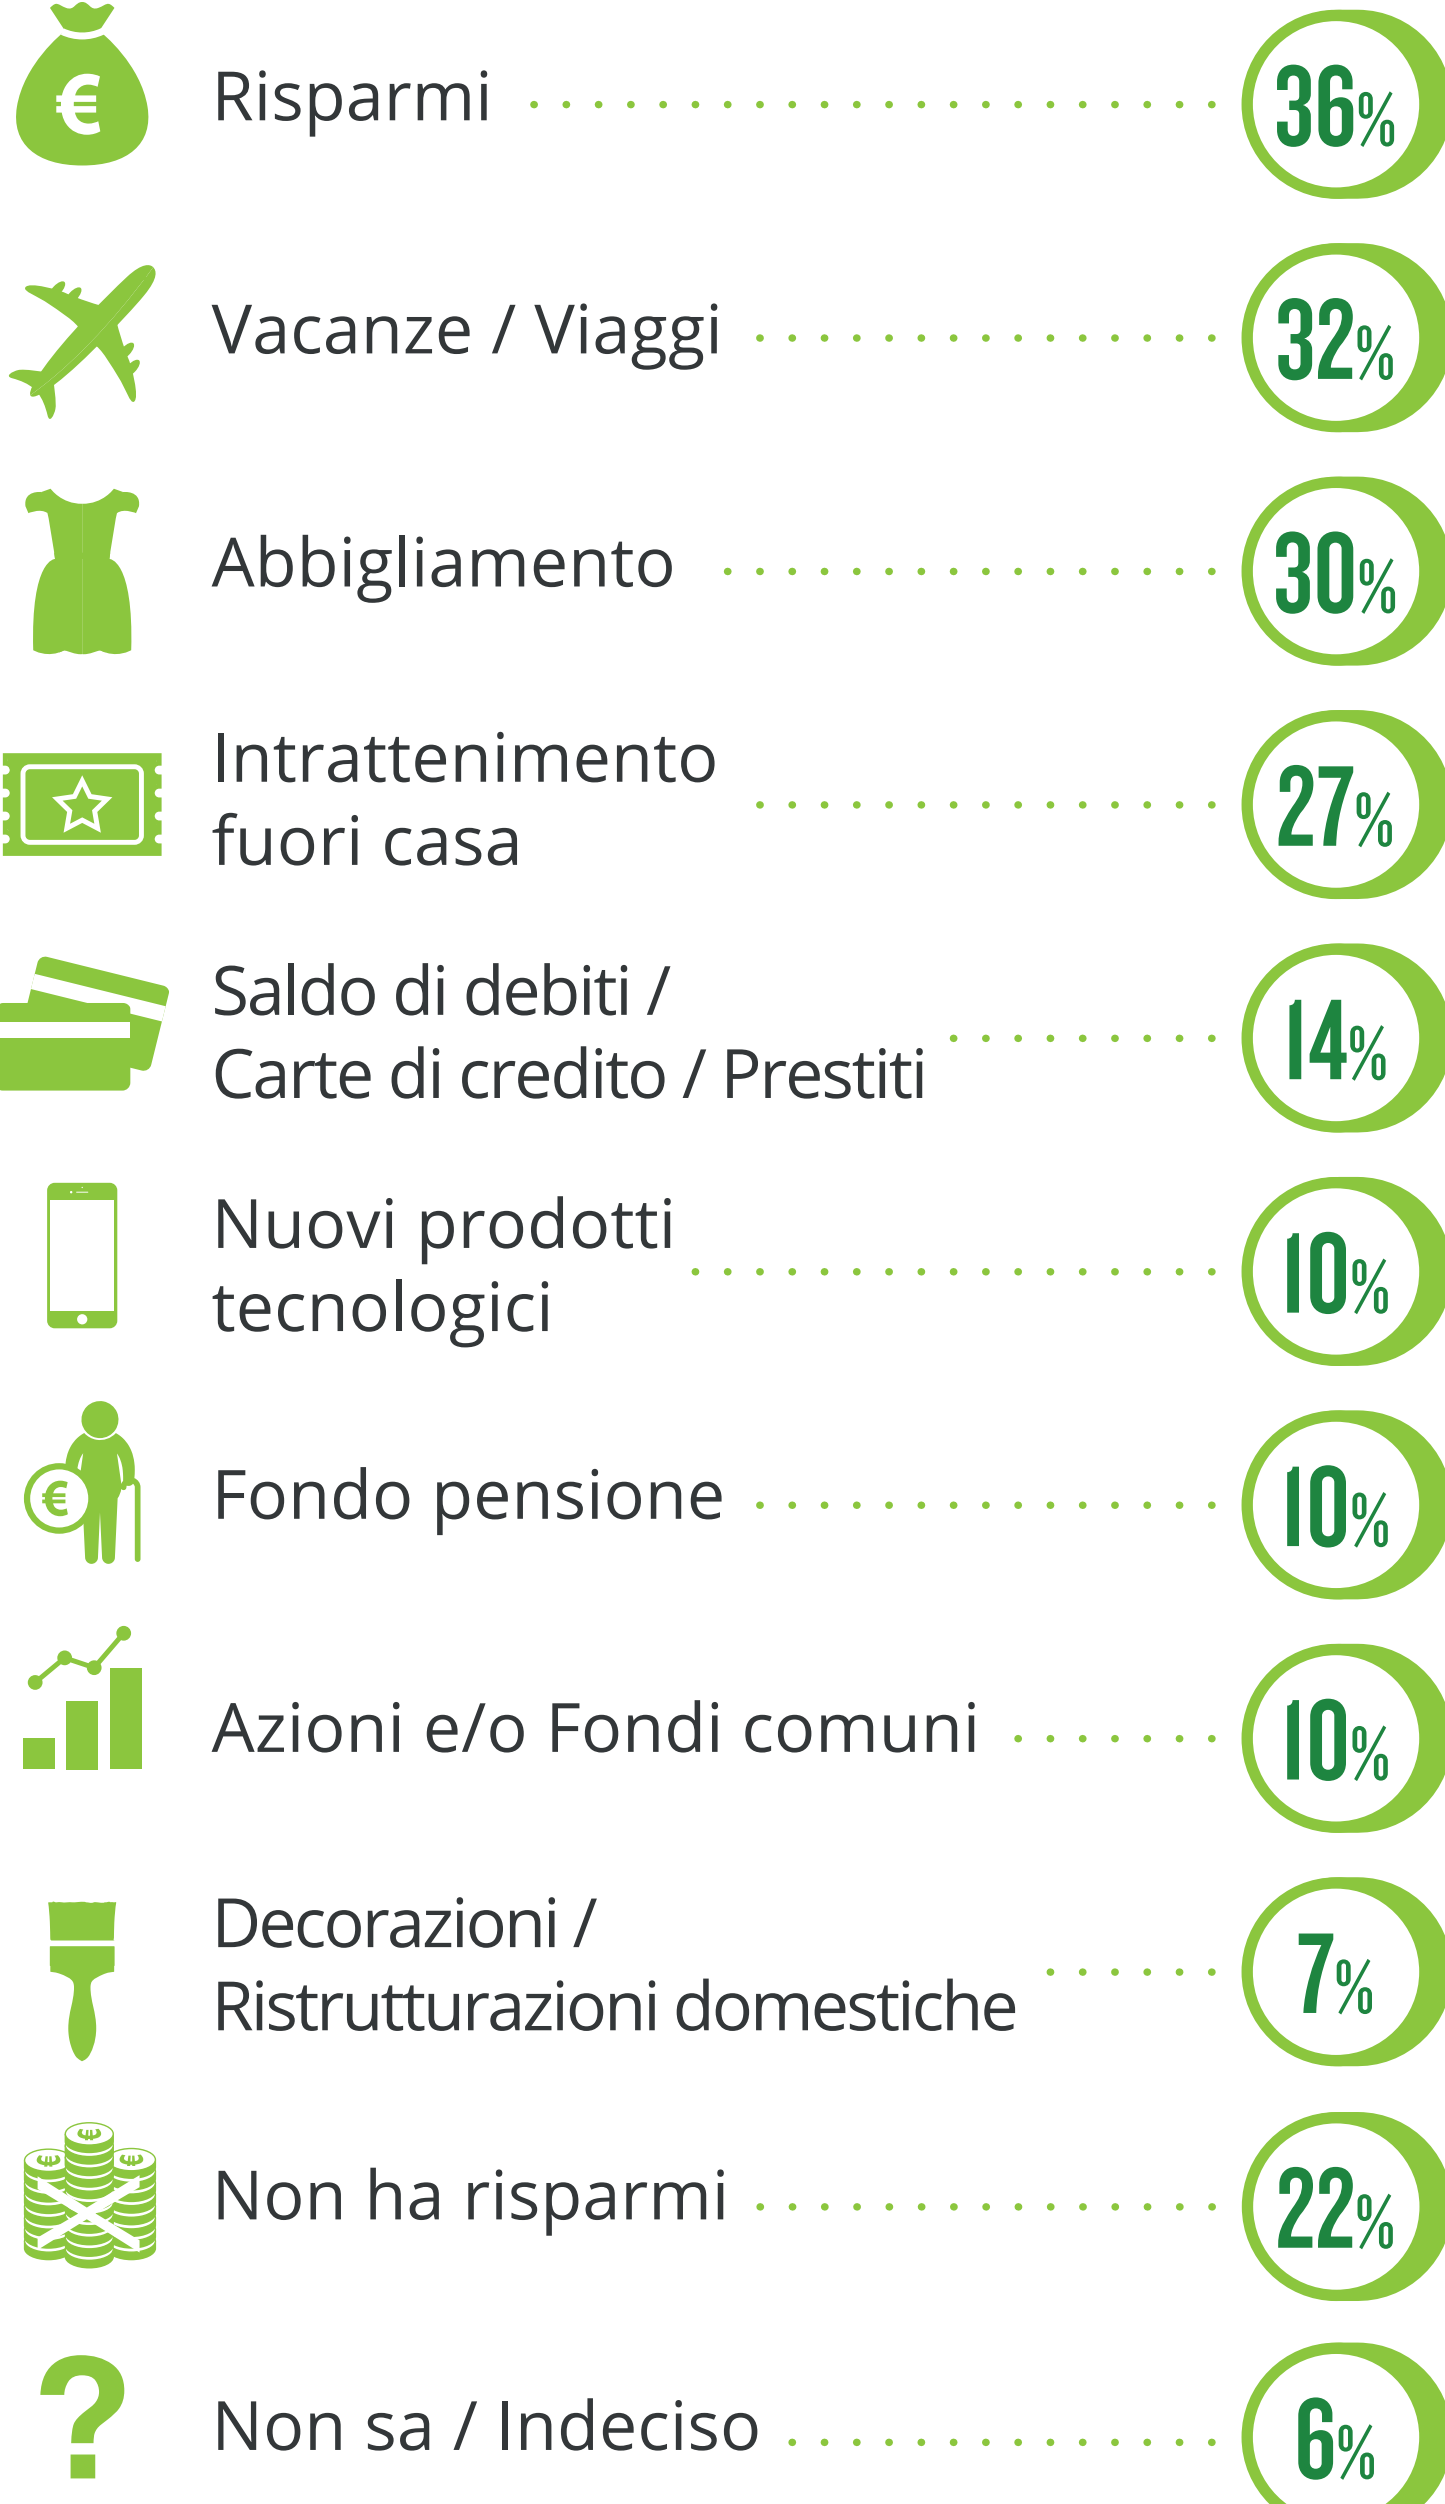 Risparmi 36%
Vacanze / Viaggi 32%
Abbigliamento 30%
Intrattenimento
fuori casa 27%
Saldo di debiti /
Carte di credito / Prestiti 14%
Nuovi prodotti
tecnologici 10%
Fondo pensione 10%
Azioni e/o Fondi comuni 10%
Decorazioni /
Ristrutturazioni domestiche 7%
Non ha risparmi 22%
Non sa / Indeciso 6%